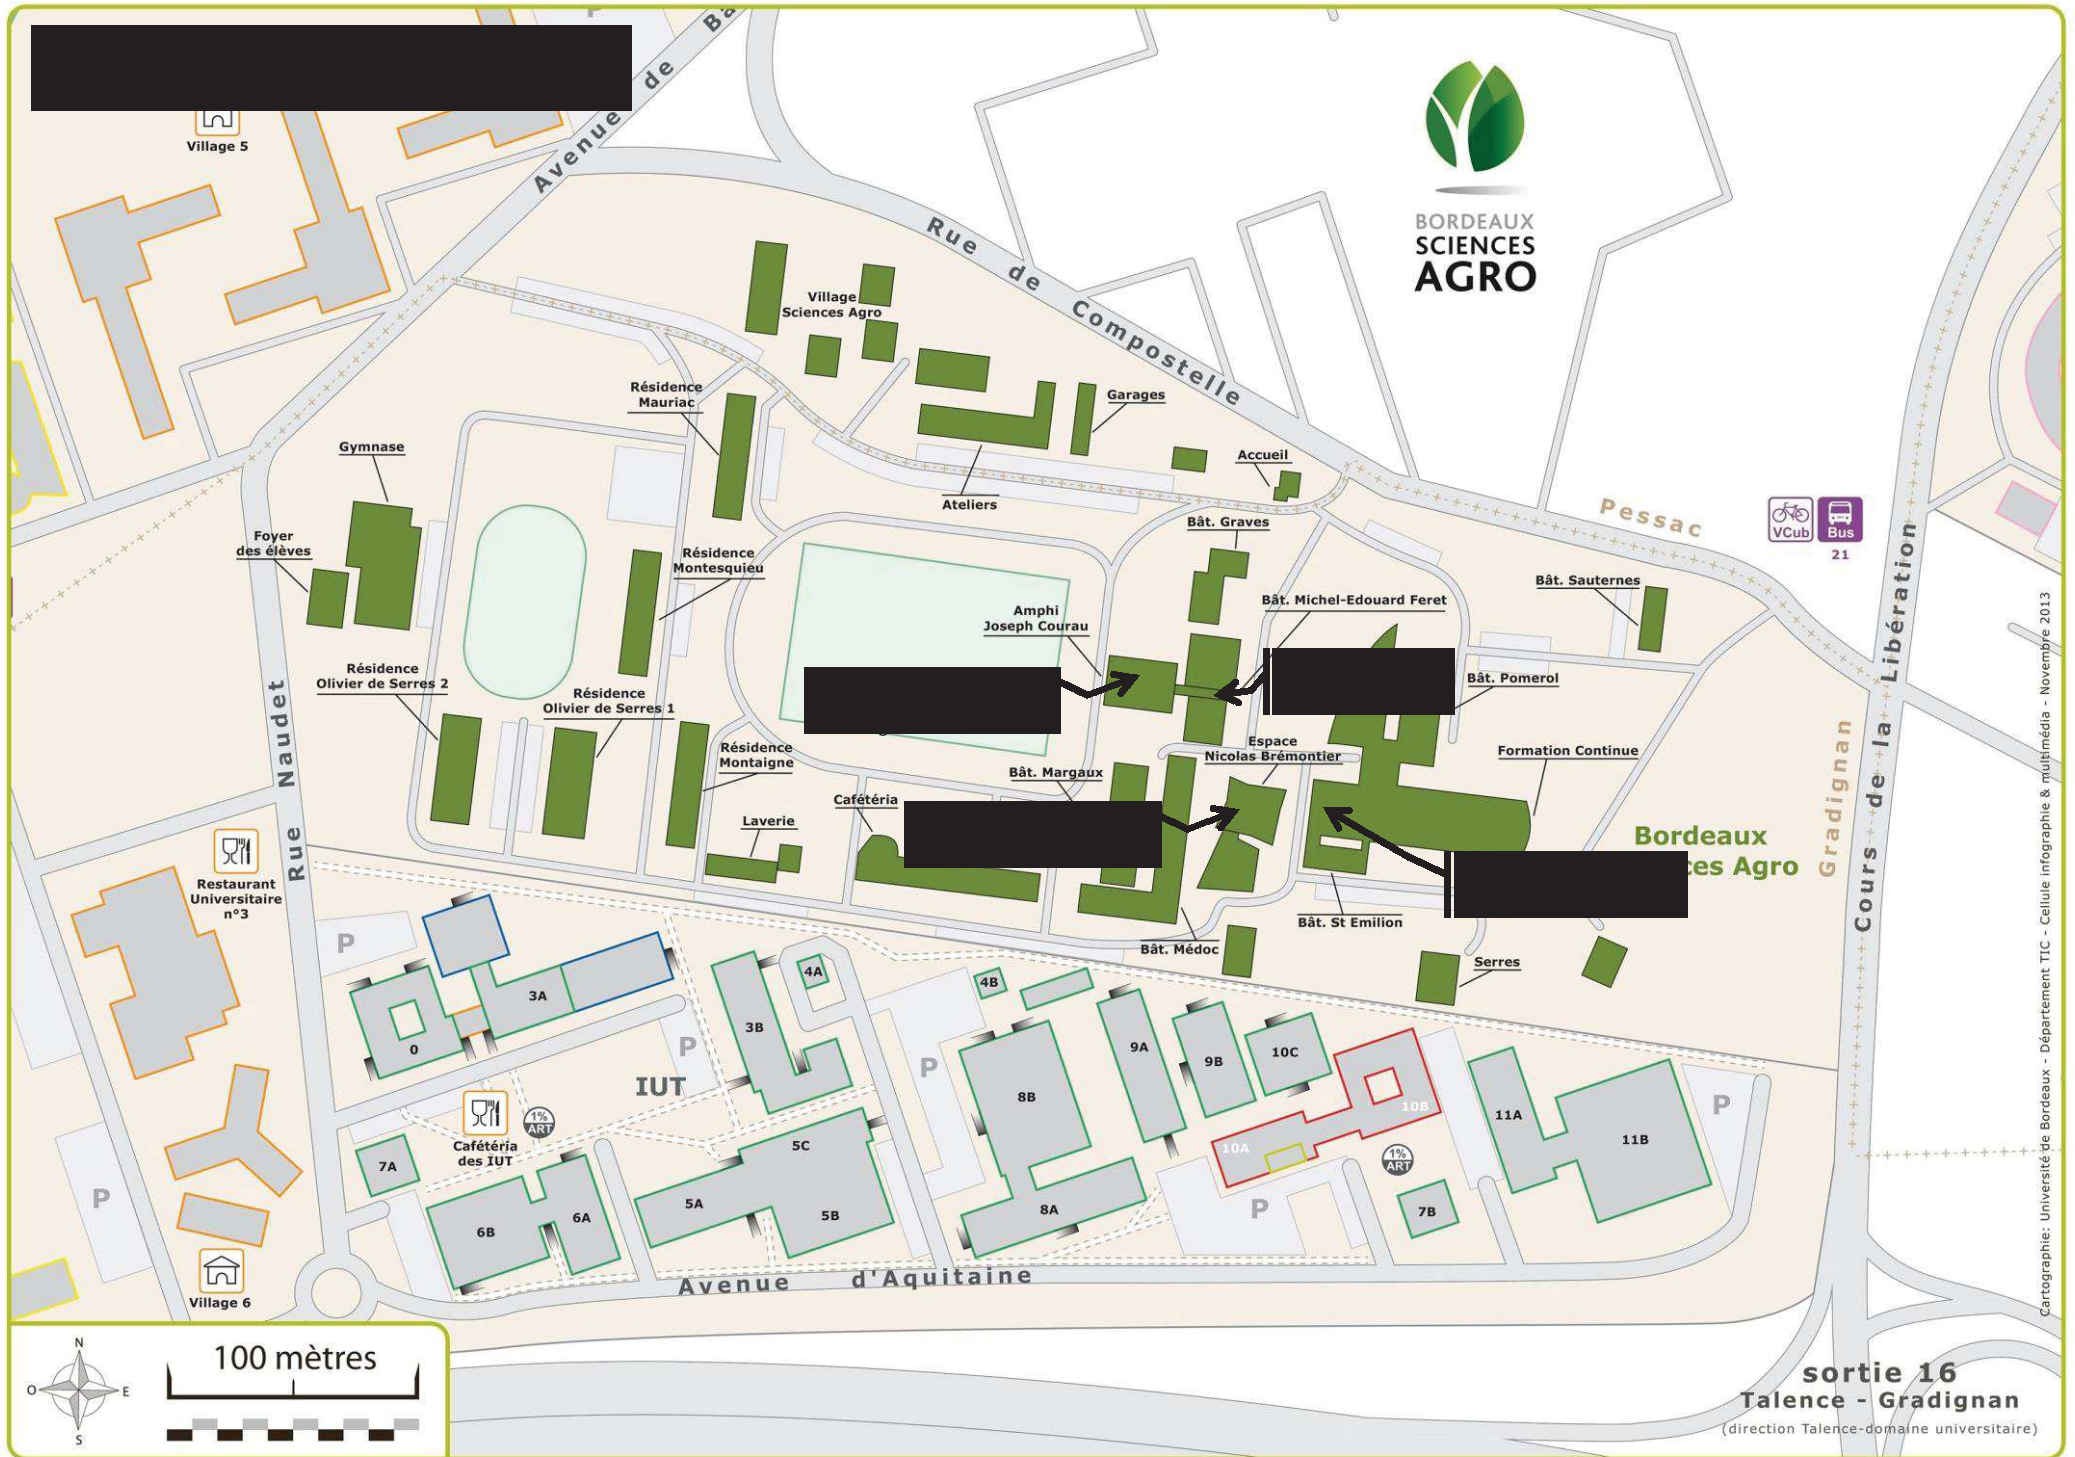 P
Village 5
Avenue de
Rue de Compostelle
BORDEAUX
SCIENCES
AGRO
Village
Sciences Agro
Résidence
Mauriac
Garages
Gymnase
Accueil
Ateliers
Pessac
VCub
Bus
21
Bât. Graves
Foyer
des élèves
Résidence
Montesquieu
Bât. Sauternes
Amphi
Joseph Courau
Bât. Michel-Edouard Feret
Résidence
Olivier de Serres 2
Résidence
Olivier de Serres 1
Bât. Pomerol
Rue Naudet
Résidence
Montaigne
Espace
Nicolas Brémontier
Formation Continue
Bât. Margaux
Cafétéria
Laverie
Bordeaux
ces Agro
Gradignan
Cours de la Libération
Restaurant
Universitaire
n°3
Bât. St Emilion
Bât. Médoc
Serres
P
4A
4B
3A
3B
0
P
IUT
P
9A
9B
10C
8B
10B
11A
11B
P
1%
ART
Cafétéria
des IUT
7A
5C
10A
1%
ART
P
6B
6A
5A
5B
8A
P
7B
Village 6
Avenue d'Aquitaine
N
O
E
S
100 mètres
sortie 16
Talence - Gradignan
(direction Talence-domaine universitaire)
Cartographie: Université de Bordeaux - Département TIC - Cellule infographie & multimédia - Novembre 2013